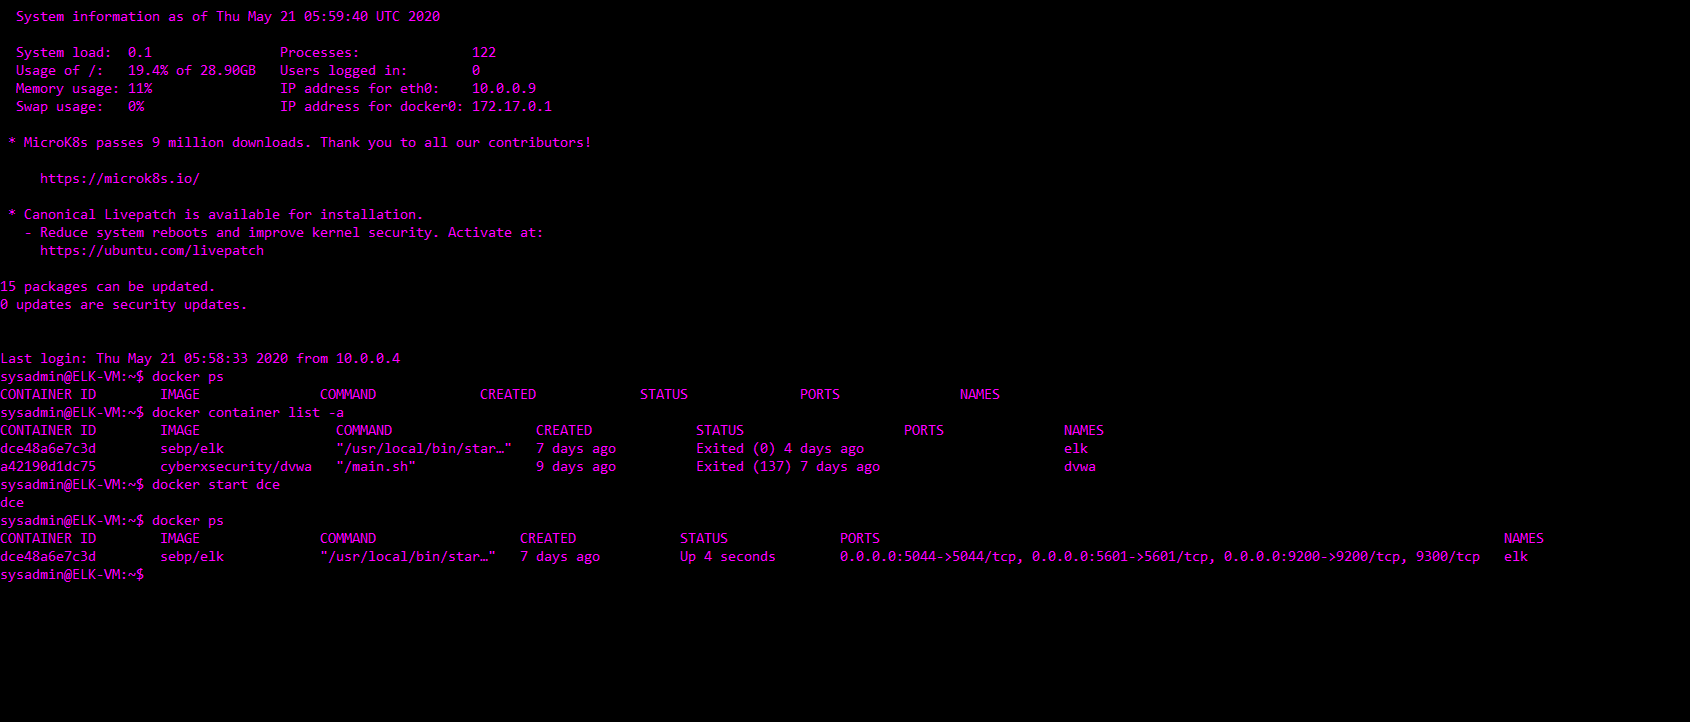 System information as of Thu May 21 05:59:40 UTC 2020
System load:  0.1                Processes:              122
Usage of /:   19.4% of 28.90GB   Users logged in:        0
Memory usage: 11%                IP address for eth0:    10.0.0.9
Swap usage:   0%                 IP address for docker0: 172.17.0.1
* MicroK8s passes 9 million downloads. Thank you to all our contributors!
https://microk8s.io/
* Canonical Livepatch is available for installation.
- Reduce system reboots and improve kernel security. Activate at:
https://ubuntu.com/livepatch
15 packages can be updated.
0 updates are security updates.
Last login: Thu May 21 05:58:33 2020 from 10.0.0.4
sysadmin@ELK-VM:~$ docker ps
CONTAINER ID        IMAGE               COMMAND             CREATED             STATUS              PORTS               NAMES
sysadmin@ELK-VM:~$ docker container list -a
CONTAINER ID        IMAGE                 COMMAND                  CREATED             STATUS                    PORTS               NAMES
dce48a6e7c3d        sebp/elk              "/usr/local/bin/star…"   7 days ago          Exited (0) 4 days ago                         elk
a42190d1dc75        cyberxsecurity/dvwa   "/main.sh"               9 days ago          Exited (137) 7 days ago                       dvwa
sysadmin@ELK-VM:~$ docker start dce
dce
sysadmin@ELK-VM:~$ docker ps
CONTAINER ID        IMAGE               COMMAND                  CREATED             STATUS              PORTS                                                                              NAMES
dce48a6e7c3d        sebp/elk            "/usr/local/bin/star…"   7 days ago          Up 4 seconds        0.0.0.0:5044->5044/tcp, 0.0.0.0:5601->5601/tcp, 0.0.0.0:9200->9200/tcp, 9300/tcp   elk
sysadmin@ELK-VM:~$